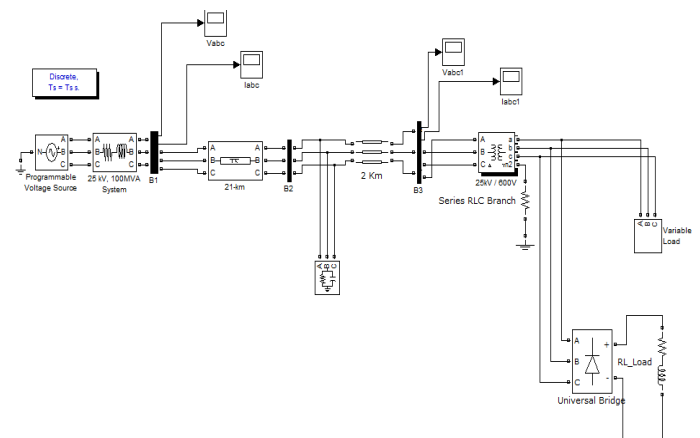 Vabc
Iabc
Vabc1
Iabc1
Discrete,
Ts = Ts s.
N
A
B
C
Programmable
Voltage Source
A
B
C
A
B
C
25 kV, 100MVA
System
B1
A
B
C
A
B
C
21-km
B2
2 Km
B3
A
B
C
a
b
c
n2
25kV / 600V
Series RLC Branch
A
B
C
Variable
Load
A
B
C
A
B
C
+
-
RL_Load
Universal Bridge